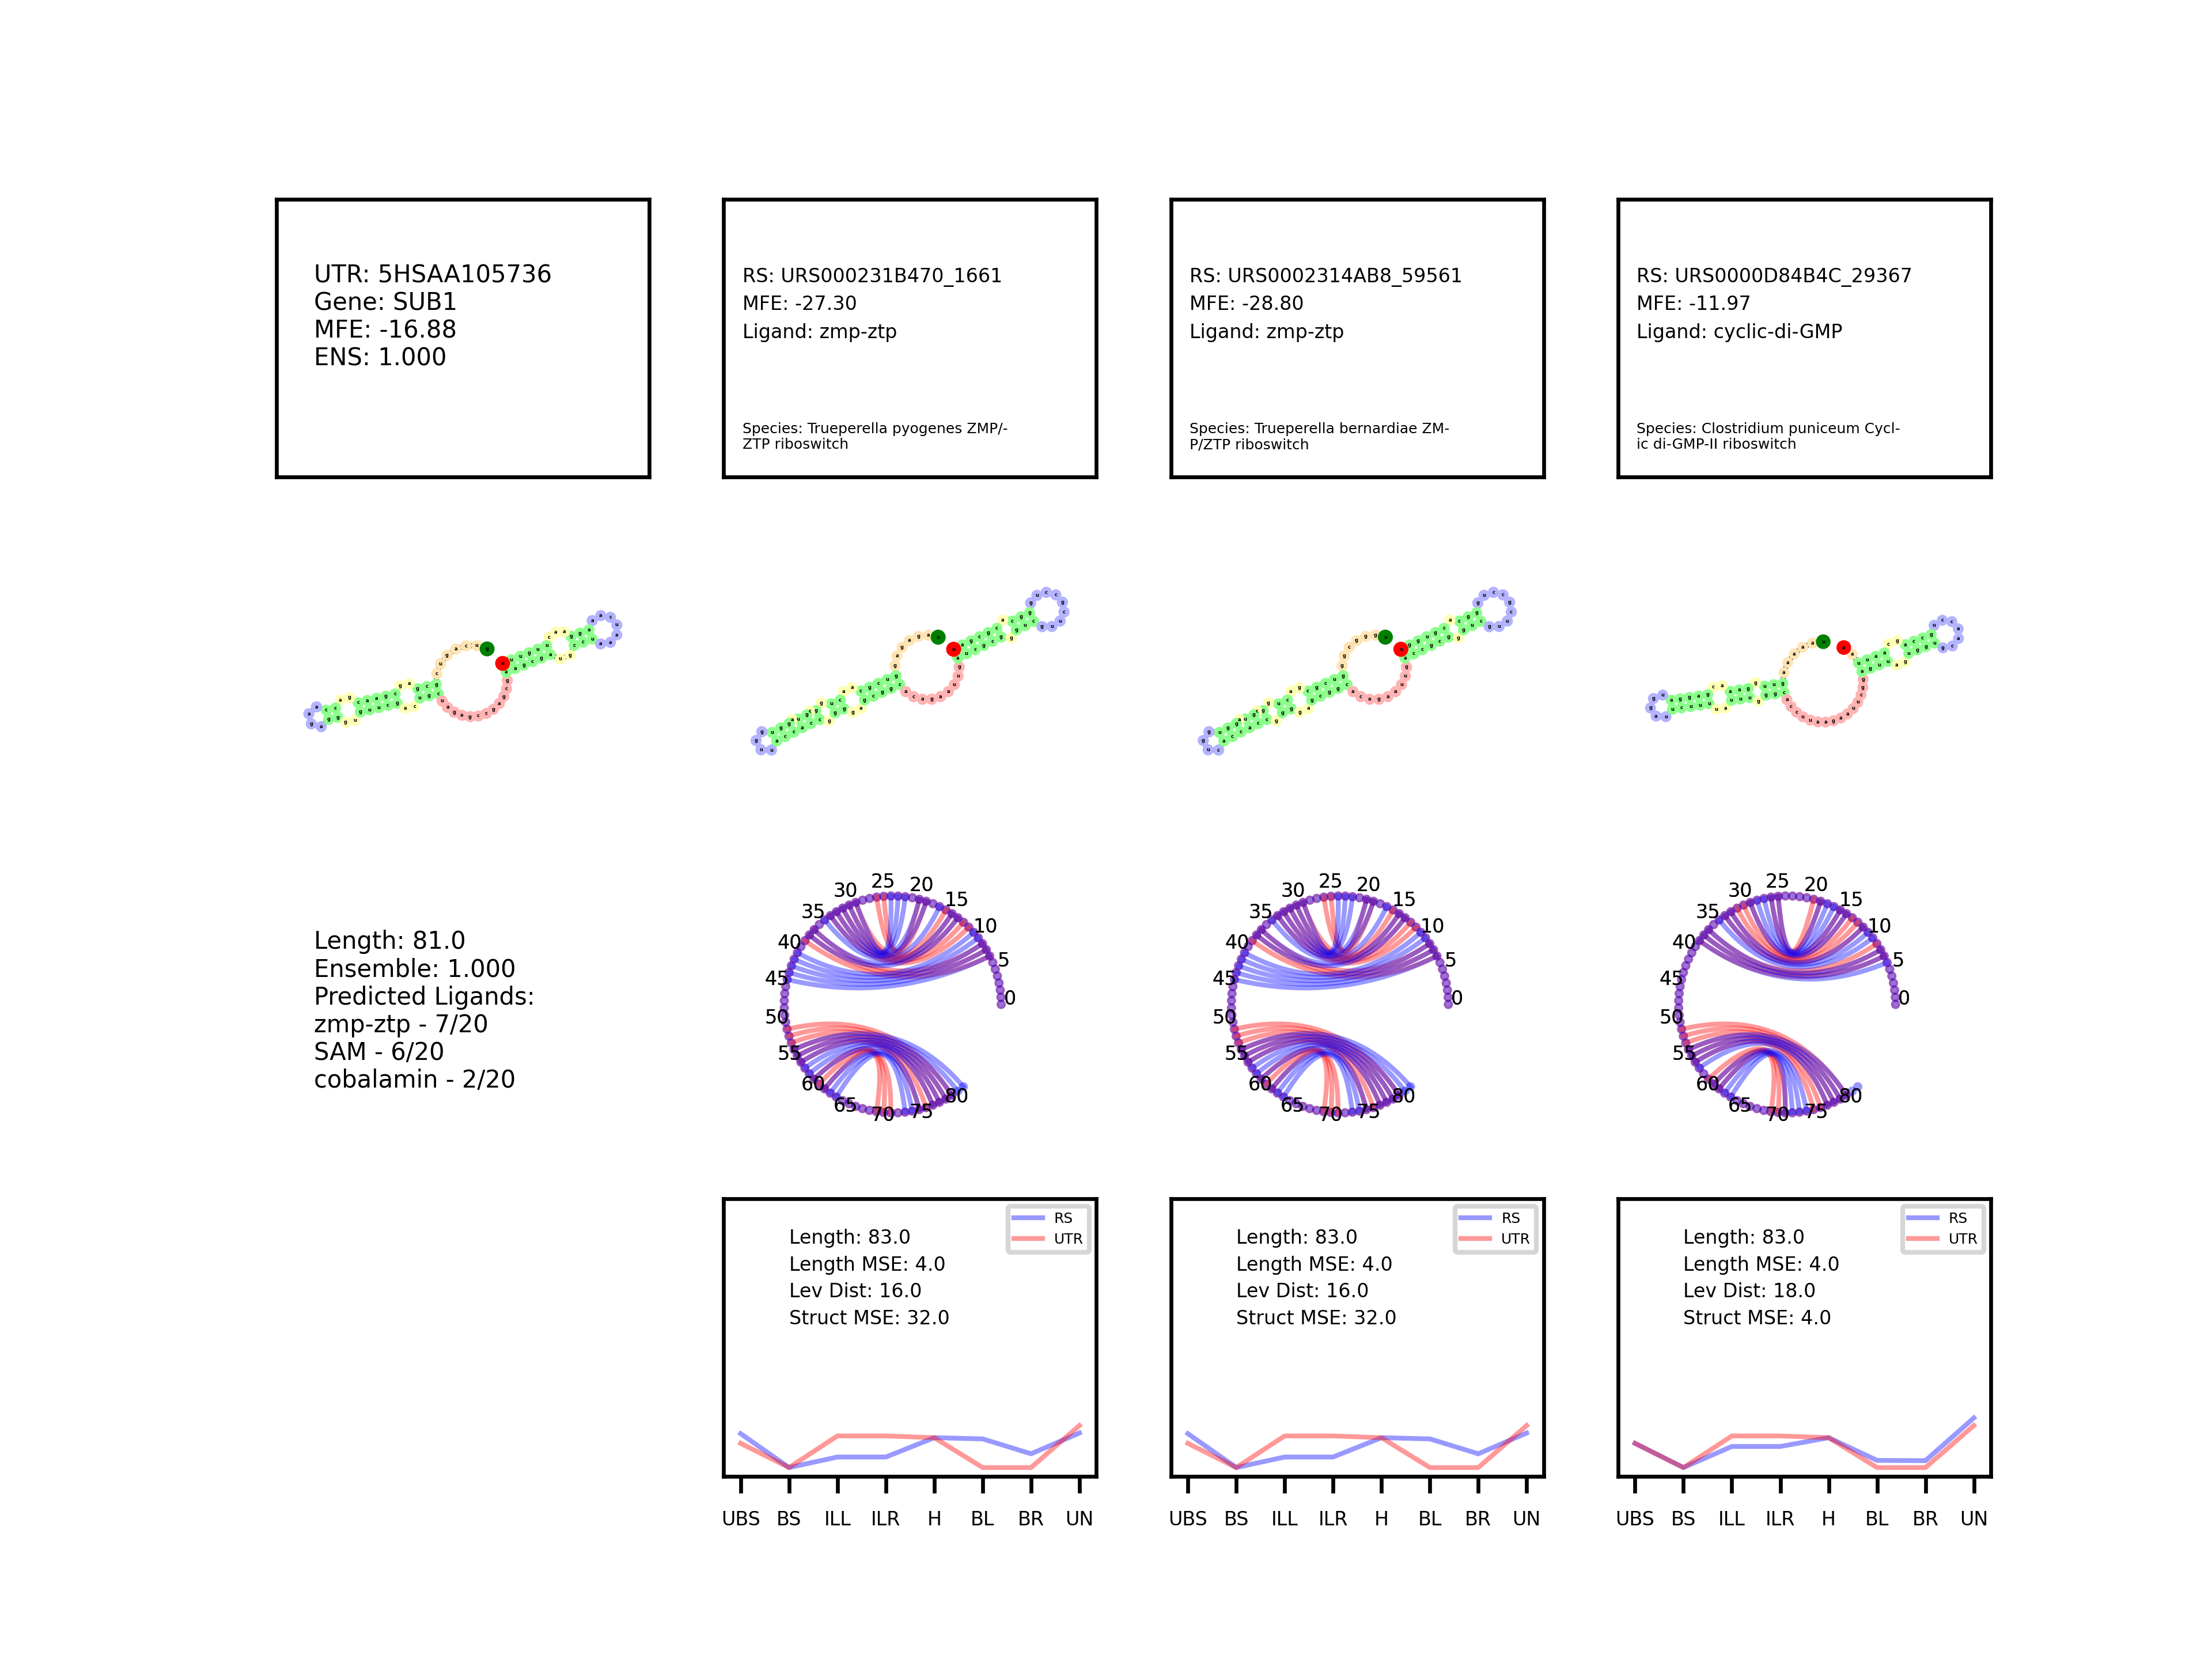 UTR: 5HSAA105736
Gene: SUB1
MFE: -16.88
ENS: 1.000
RS: URS000231B470_1661
MFE: -27.30
Ligand: zmp-ztp
Species: Trueperella pyogenes ZMP/-
ZTP riboswitch
RS: URS0002314AB8_59561
MFE: -28.80
Ligand: zmp-ztp
Species: Trueperella bernardiae ZM-
P/ZTP riboswitch
RS: URS0000D84B4C_29367
MFE: -11.97
Ligand: cyclic-di-GMP
Species: Clostridium puniceum Cycl-
ic di-GMP-II riboswitch
Length: 81.0
Ensemble: 1.000
Predicted Ligands:
zmp-ztp - 7/20
SAM - 6/20
cobalamin - 2/20
0
5
10
15
20
25
30
35
40
45
50
55
60
65
70
75
80
0
5
10
15
20
25
30
35
40
45
50
55
60
65
70
75
80
0
5
10
15
20
25
30
35
40
45
50
55
60
65
70
75
80
RS
UTR
Length: 83.0
Length MSE: 4.0
Lev Dist: 16.0
Struct MSE: 32.0
UBS BS ILL ILR H BL BR UN
RS
UTR
Length: 83.0
Length MSE: 4.0
Lev Dist: 16.0
Struct MSE: 32.0
UBS BS ILL ILR H BL BR UN
RS
UTR
Length: 83.0
Length MSE: 4.0
Lev Dist: 18.0
Struct MSE: 4.0
UBS BS ILL ILR H BL BR UN